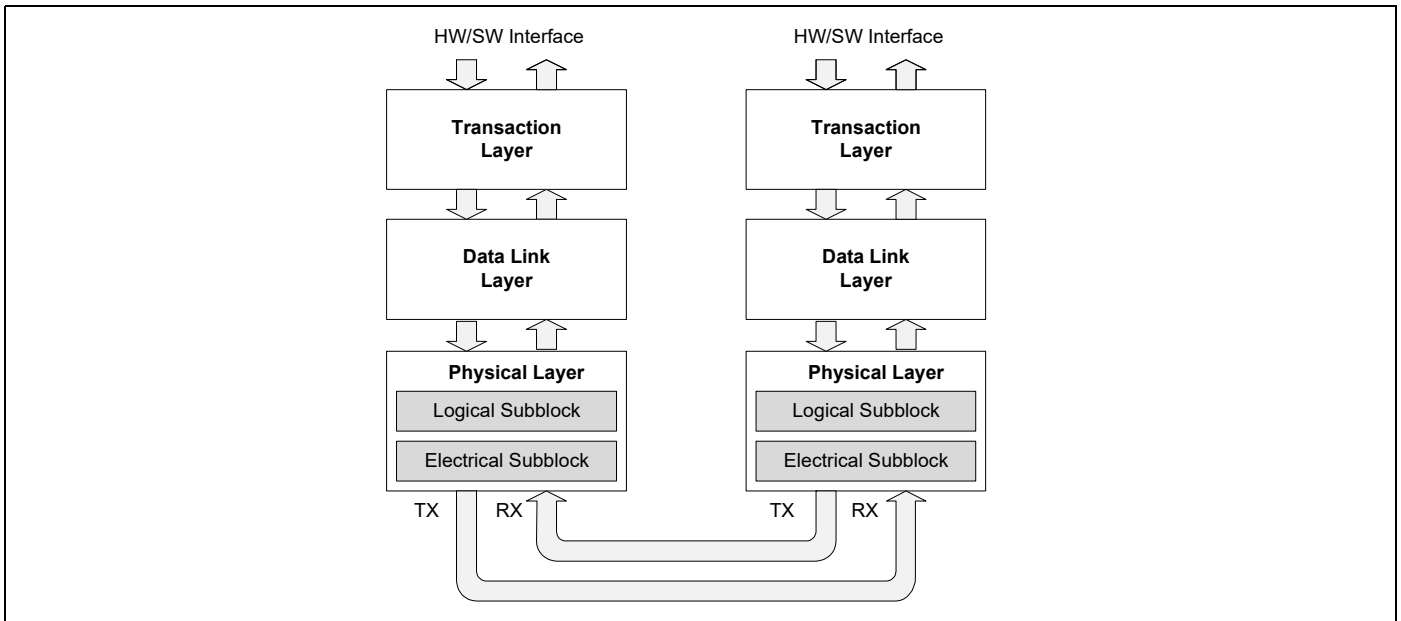 HW/SW Interface
HW/SW Interface
Transaction
Layer
Transaction
Layer
Data Link
Layer
Data Link
Layer
Physical Layer
Logical Subblock
Electrical Subblock
Physical Layer
Logical Subblock
Electrical Subblock
TX RX
TX RX